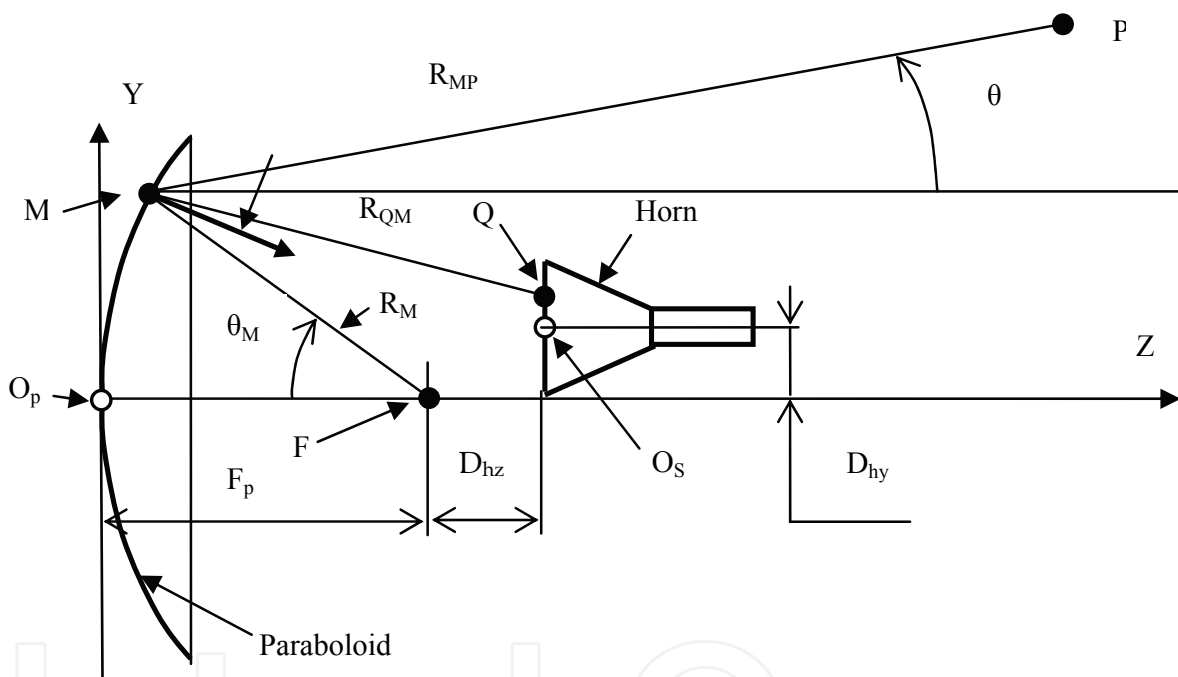 P
R_MP
θ
Y
M
R_QM
Q
Horn
R_M
θ_M
Z
O_p
F
D_hz
O_S
D_hy
F_p
Paraboloid